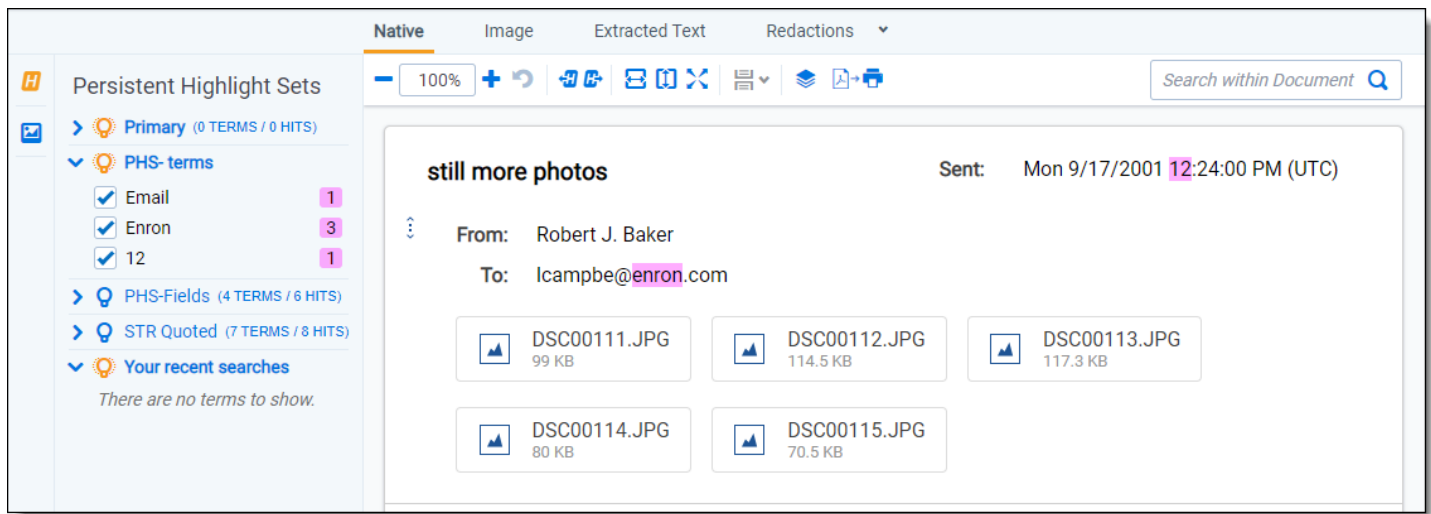 Native Image Extracted Text Redactions
Persistent Highlight Sets
Primary (0 TERMS / 0 HITS)
PHS- terms
Email 1
Enron 3
12 1
PHS-Fields (4 TERMS / 6 HITS)
STR Quoted (7 TERMS / 8 HITS)
Your recent searches
There are no terms to show.
100%
Search within Document
still more photos
Sent: Mon 9/17/2001 12:24:00 PM (UTC)
From: Robert J. Baker
To: lcampbe@enron.com
DSC00111.JPG DSC00112.JPG DSC00113.JPG
99 KB 114.5 KB 117.3 KB
DSC00114.JPG DSC00115.JPG
80 KB 70.5 KB